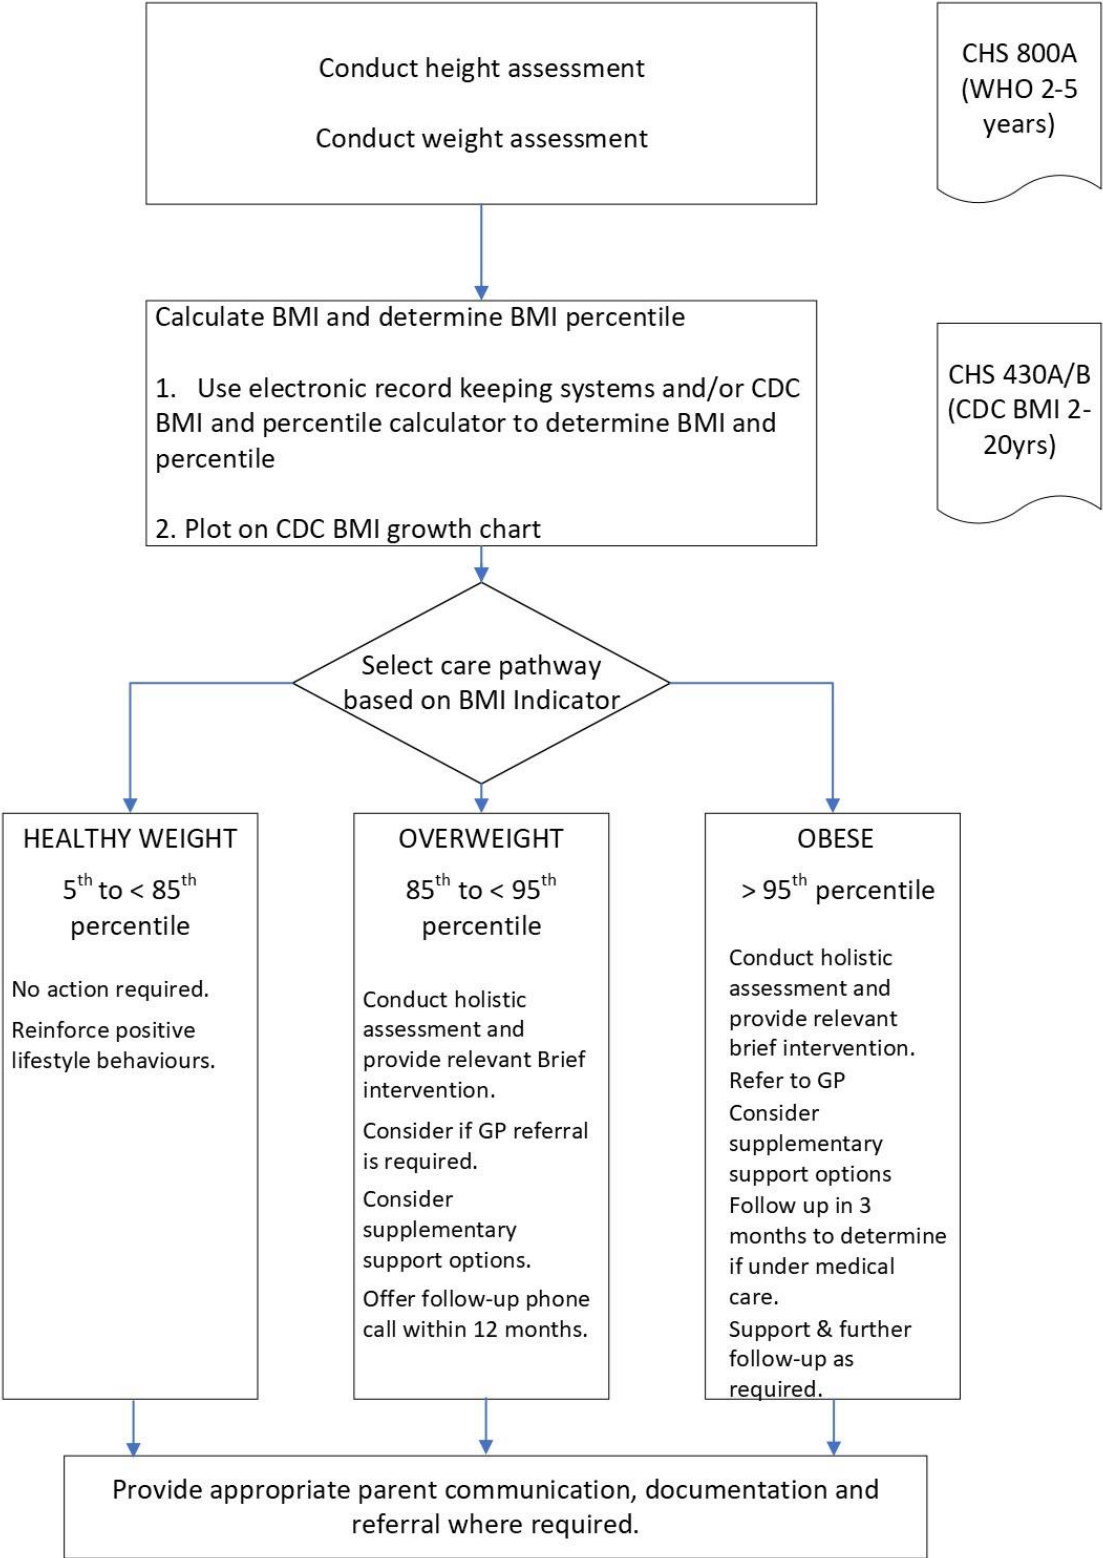 Conduct height assessment
Conduct weight assessment
CHS 800A
(WHO 2-5
years)
Calculate BMI and determine BMI percentile
1. Use electronic record keeping systems and/or CDC
BMI and percentile calculator to determine BMI and
percentile
2. Plot on CDC BMI growth chart
CHS 430A/B
(CDC BMI 2-
20yrs)
Select care pathway
based on BMI Indicator
HEALTHY WEIGHT
5th to < 85th
percentile
No action required.
Reinforce positive
lifestyle behaviours.
OVERWEIGHT
85th to < 95th
percentile
Conduct holistic
assessment and
provide relevant Brief
intervention.
Consider if GP referral
is required.
Consider
supplementary
support options.
Offer follow-up phone
call within 12 months.
OBESE
> 95th percentile
Conduct holistic
assessment and
provide relevant
brief intervention.
Refer to GP
Consider
supplementary
support options
Follow up in 3
months to determine
if under medical
care.
Support & further
follow-up as
required.
Provide appropriate parent communication, documentation and
referral where required.